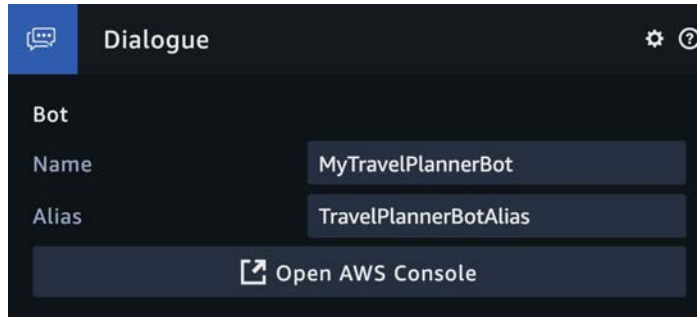 Dialogue
Bot
Name MyTravelPlannerBot
Alias TravelPlannerBotAlias
Open AWS Console